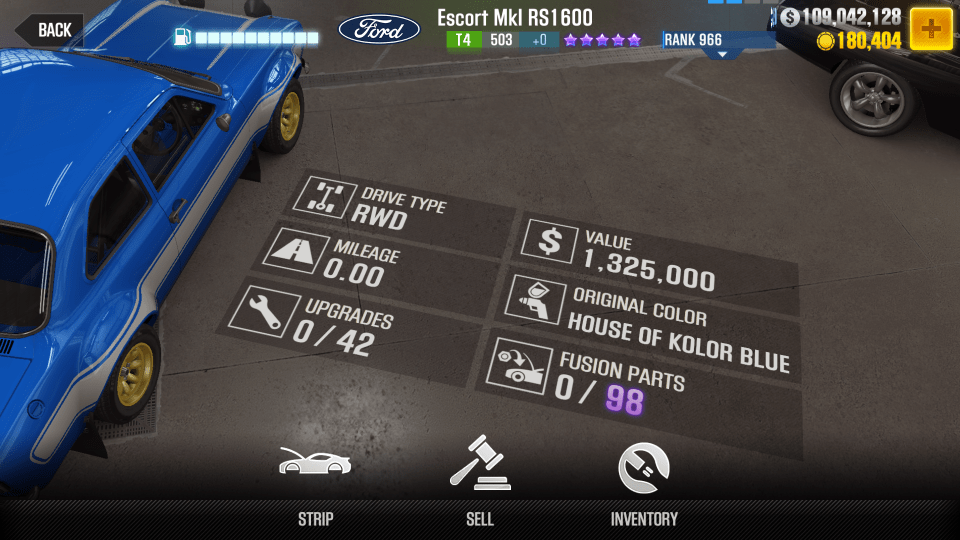 BACK
Ford
Escort MkI RS1600
T4 503 +0
RANK 966
$ 109,042,128
180,404
DRIVE TYPE
RWD
MILEAGE
0.00
UPGRADES
0 / 42
$ VALUE
1,325,000
ORIGINAL COLOR
HOUSE OF KOLOR BLUE
FUSION PARTS
0 / 98
STRIP
SELL
INVENTORY